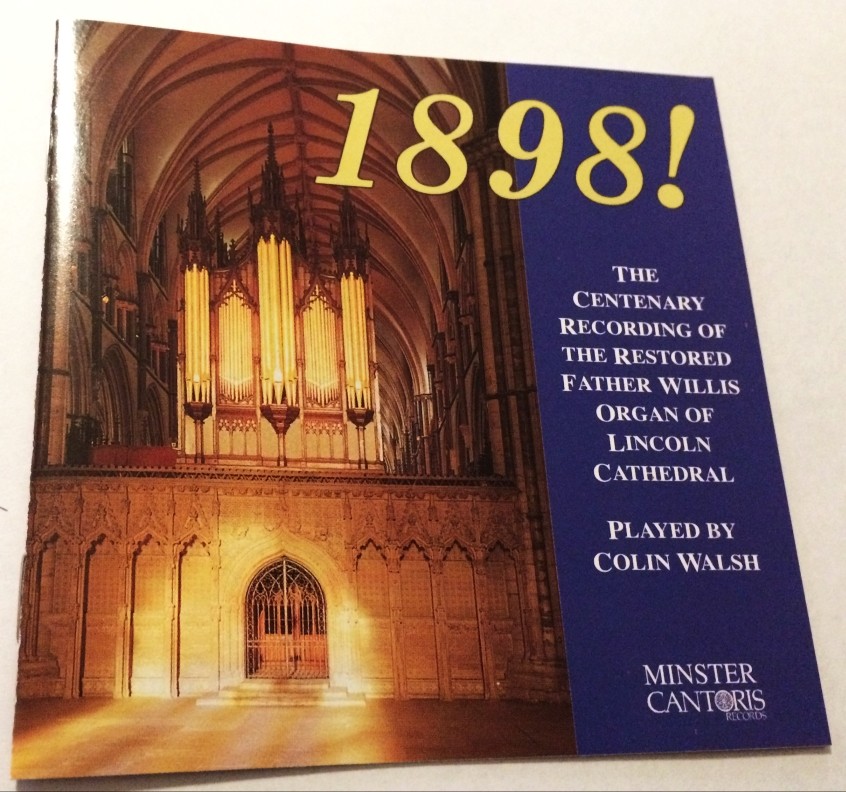 1898!
THE
CENTENARY
RECORDING OF
THE RESTORED
FATHER WILLIS
ORGAN OF
LINCOLN
CATHEDRAL
PLAYED BY
COLIN WALSH
MINSTER
CANTORIS
RECORDS